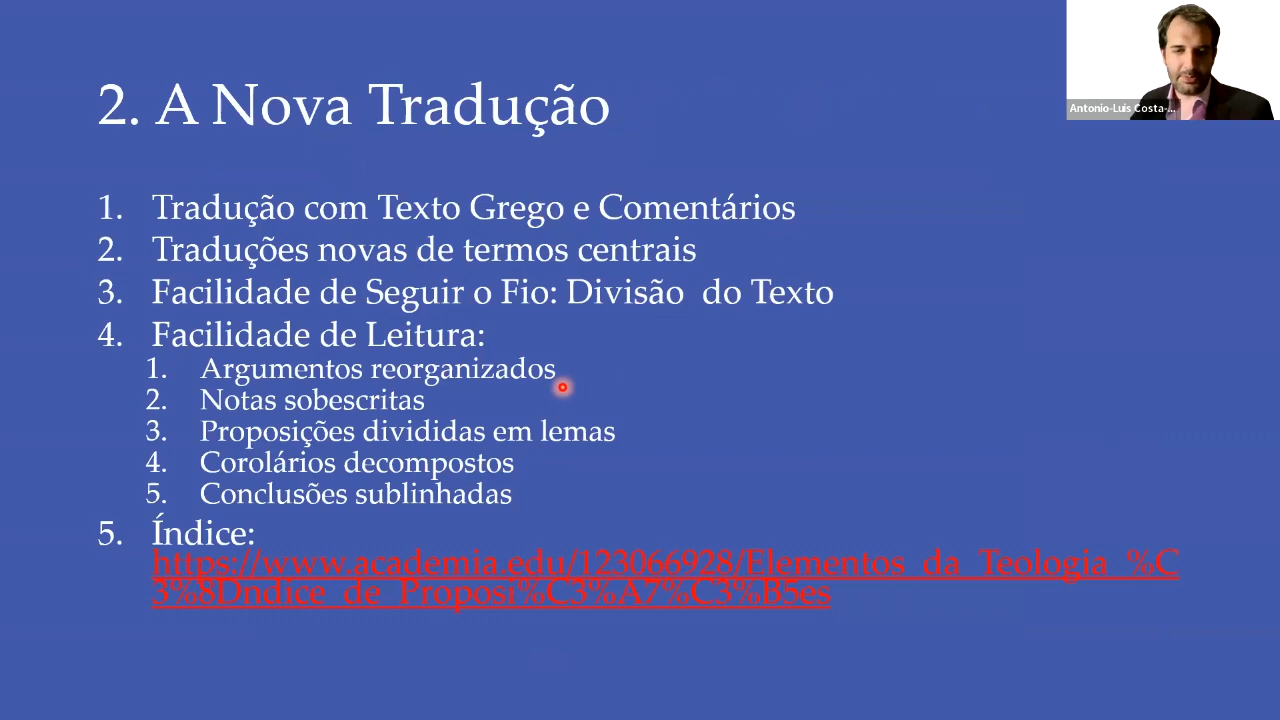 2. A Nova Tradução
Antonio-Luis Costa-...
1. Tradução com Texto Grego e Comentários
2. Traduções novas de termos centrais
3. Facilidade de Seguir o Fio: Divisão do Texto
4. Facilidade de Leitura:
1. Argumentos reorganizados
2. Notas sobescritas
3. Proposições divididas em lemas
4. Corolários decompostos
5. Conclusões sublinhadas
5. Índice:
https://www.academia.edu/123066928/Elementos_da_Teologia_%C
3%8Dndice_de_Proposi%C3%A7%C3%B5es